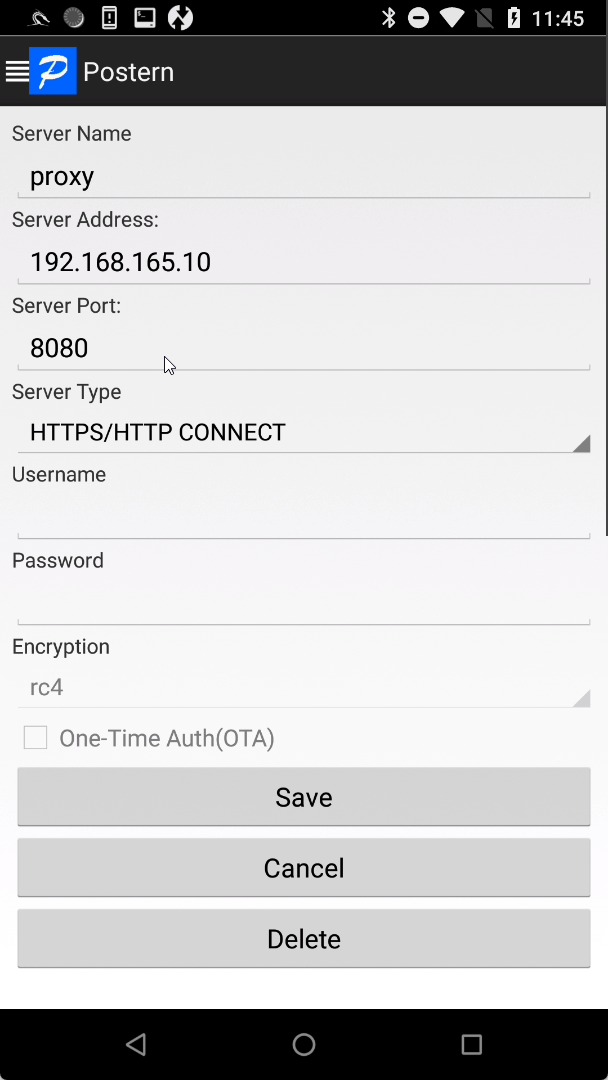 11:45
Postern
Server Name
proxy
Server Address:
192.168.165.10
Server Port:
8080
Server Type
HTTPS/HTTP CONNECT
Username
Password
Encryption
rc4
One-Time Auth(OTA)
Save
Cancel
Delete